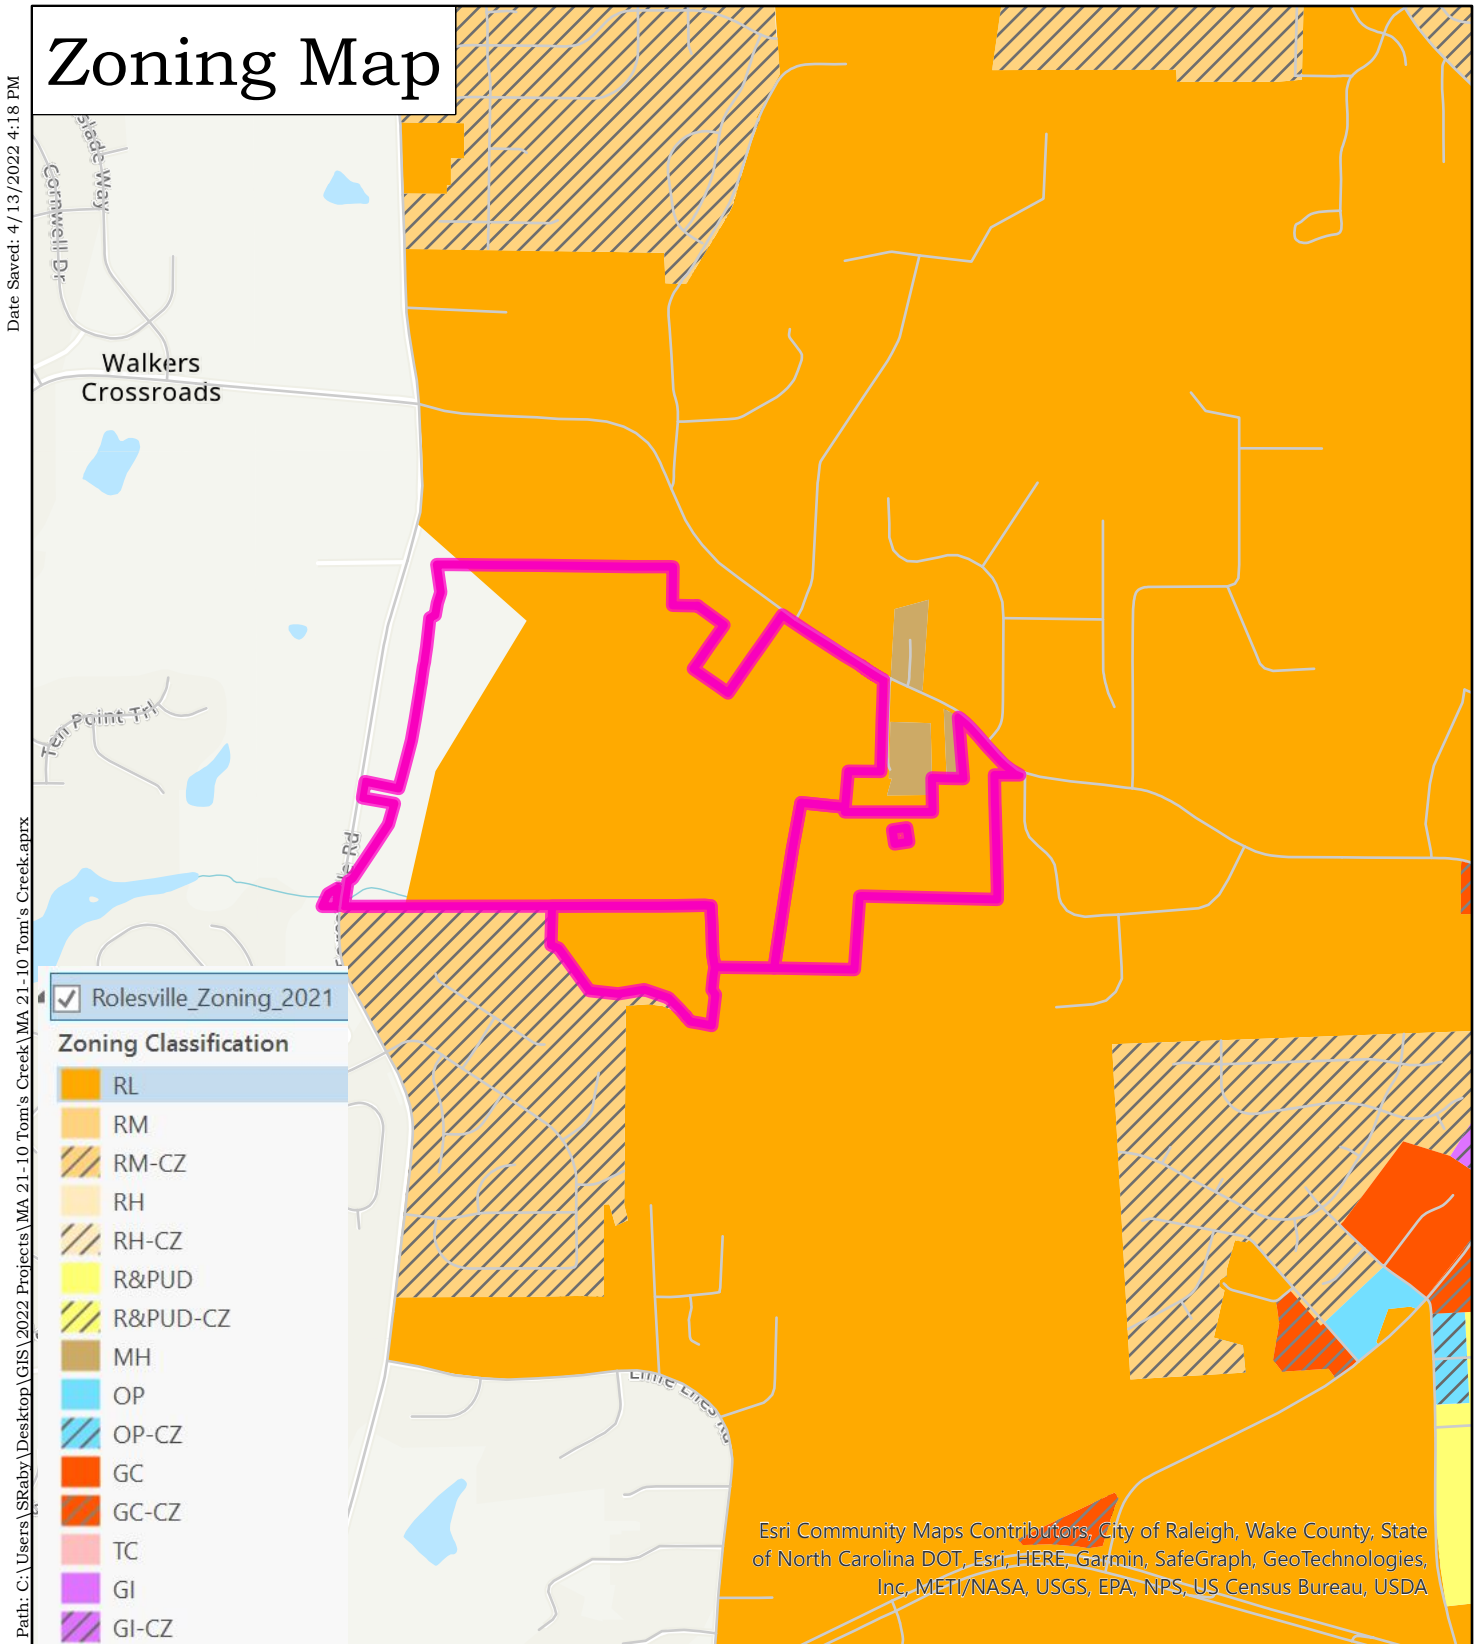 Zoning Map
Date Saved: 4/13/2022 4:18 PM
Slade Way
Cornwell Dr
Walkers
Crossroads
Ten Point Trl
Rd
Path: C:\Users\SRaby\Desktop\GIS\2022 Projects\MA 21-10 Tom's Creek\MA 21-10 Tom's Creek.aprx
Rolesville_Zoning_2021
Zoning Classification
RL
RM
RM-CZ
RH
RH-CZ
R&PUD
R&PUD-CZ
MH
OP
OP-CZ
GC
GC-CZ
TC
GI
GI-CZ
Esri Community Maps Contributors, City of Raleigh, Wake County, State
of North Carolina DOT, Esri, HERE, Garmin, SafeGraph, GeoTechnologies,
Inc, METI/NASA, USGS, EPA, NPS, US Census Bureau, USDA